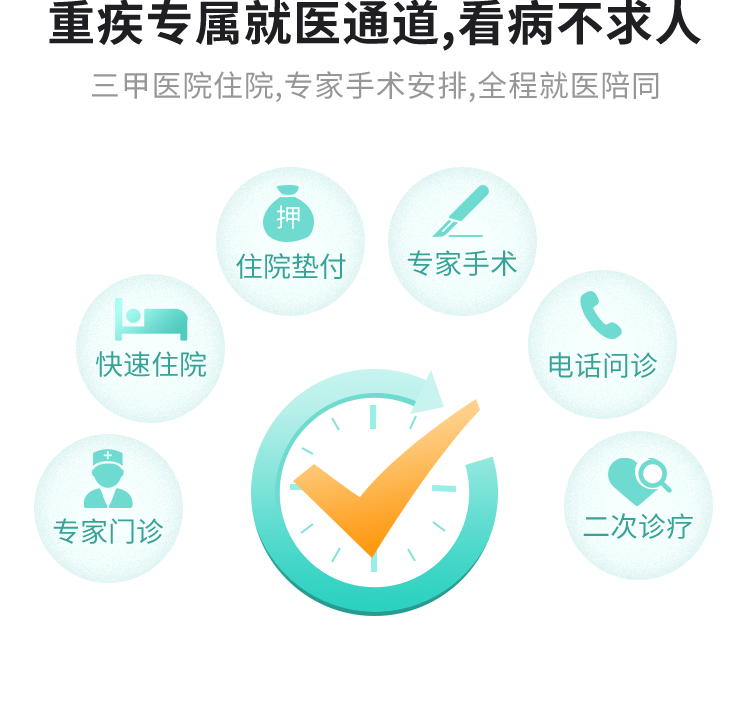 重疾专属就医通道,看病不求人
三甲医院住院,专家手术安排,全程就医陪同
押
住院垫付
专家手术
快速住院
电话问诊
专家门诊
二次诊疗